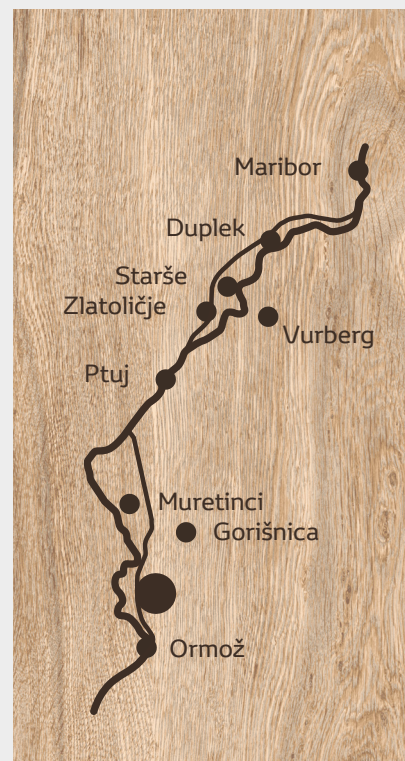 Maribor
Duplek
Starše
Zlatoličje
Vurberg
Ptuj
Muretinci
Gorišnica
Ormož